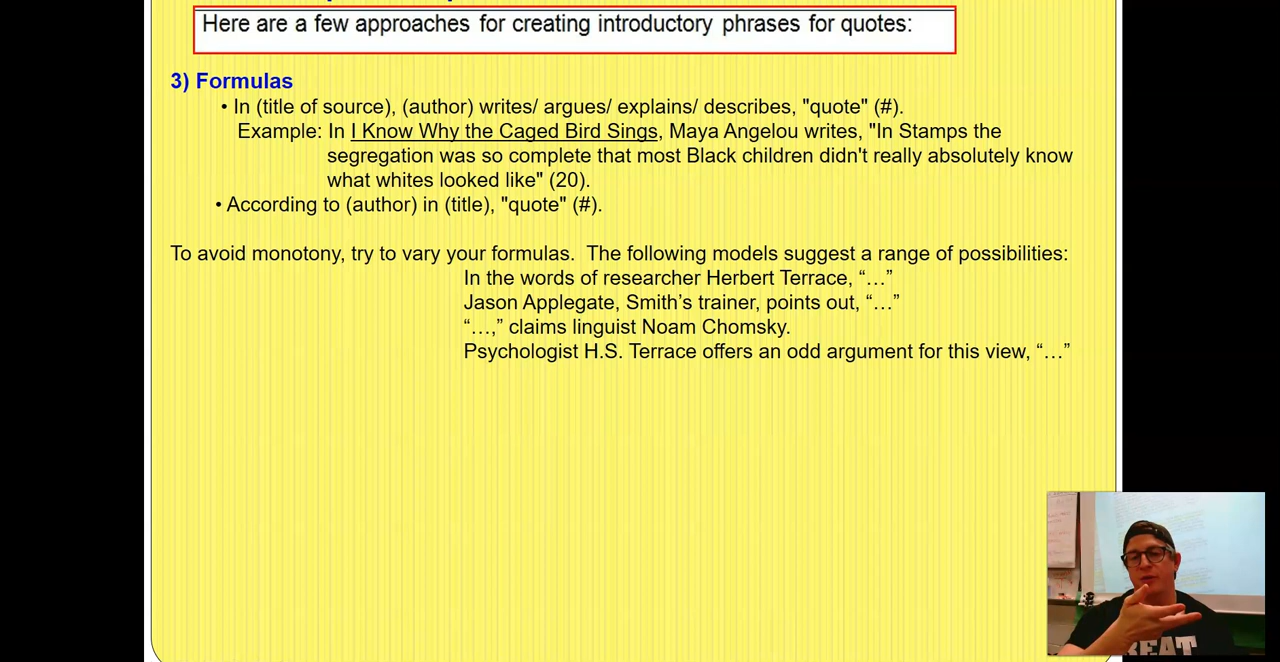 Here are a few approaches for creating introductory phrases for quotes:
3) Formulas
• In (title of source), (author) writes/ argues/ explains/ describes, "quote" (#).
Example: In I Know Why the Caged Bird Sings, Maya Angelou writes, "In Stamps the
segregation was so complete that most Black children didn't really absolutely know
what whites looked like" (20).
• According to (author) in (title), "quote" (#).
To avoid monotony, try to vary your formulas. The following models suggest a range of possibilities:
In the words of researcher Herbert Terrace, “…”
Jason Applegate, Smith’s trainer, points out, “…”
“…,” claims linguist Noam Chomsky.
Psychologist H.S. Terrace offers an odd argument for this view, “…”